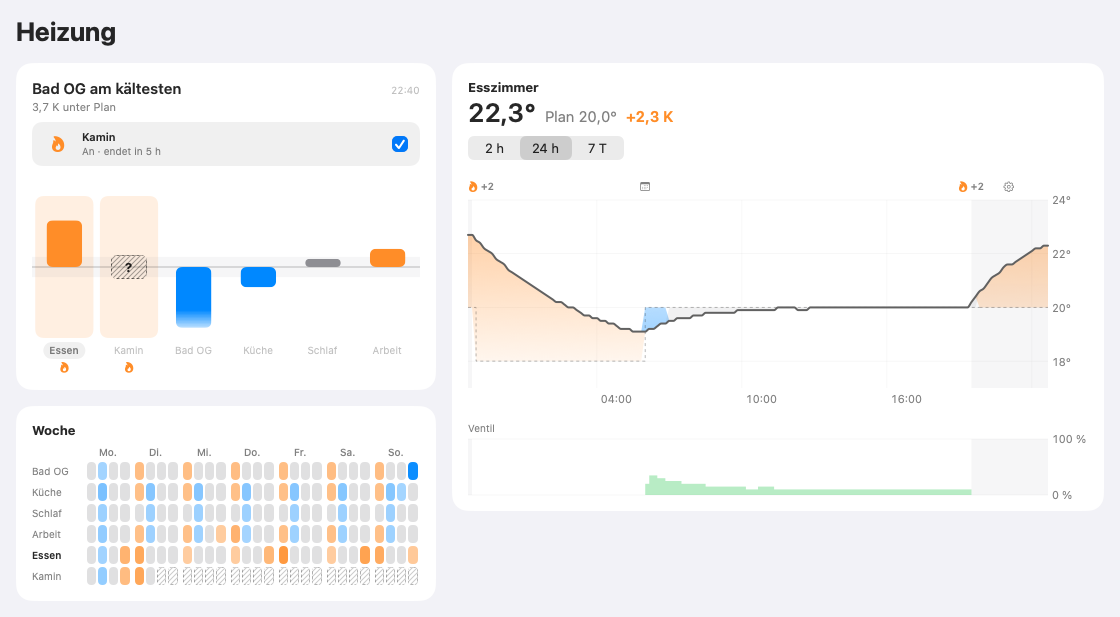 Heizung
Bad OG am kältesten
22:40
3,7 K unter Plan
Kamin
An · endet in 5 h
?
Essen
Kamin
Bad OG
Küche
Schlaf
Arbeit
Woche
Mo. Di. Mi. Do. Fr. Sa. So.
Bad OG
Küche
Schlaf
Arbeit
Essen
Kamin
Esszimmer
22,3° Plan 20,0° +2,3 K
2 h 24 h 7 T
+2
+2
24°
22°
20°
18°
04:00 10:00 16:00
Ventil
100 %
0 %